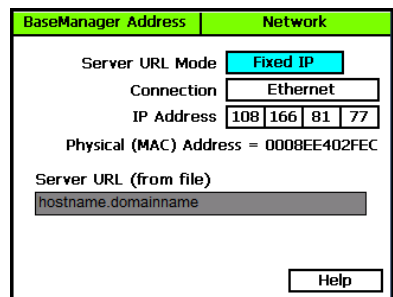 BaseManager Address Network
Server URL Mode Fixed IP
Connection Ethernet
IP Address 108 166 81 77
Physical (MAC) Address = 0008EE402FEC
Server URL (from file)
hostname.domainname
Help